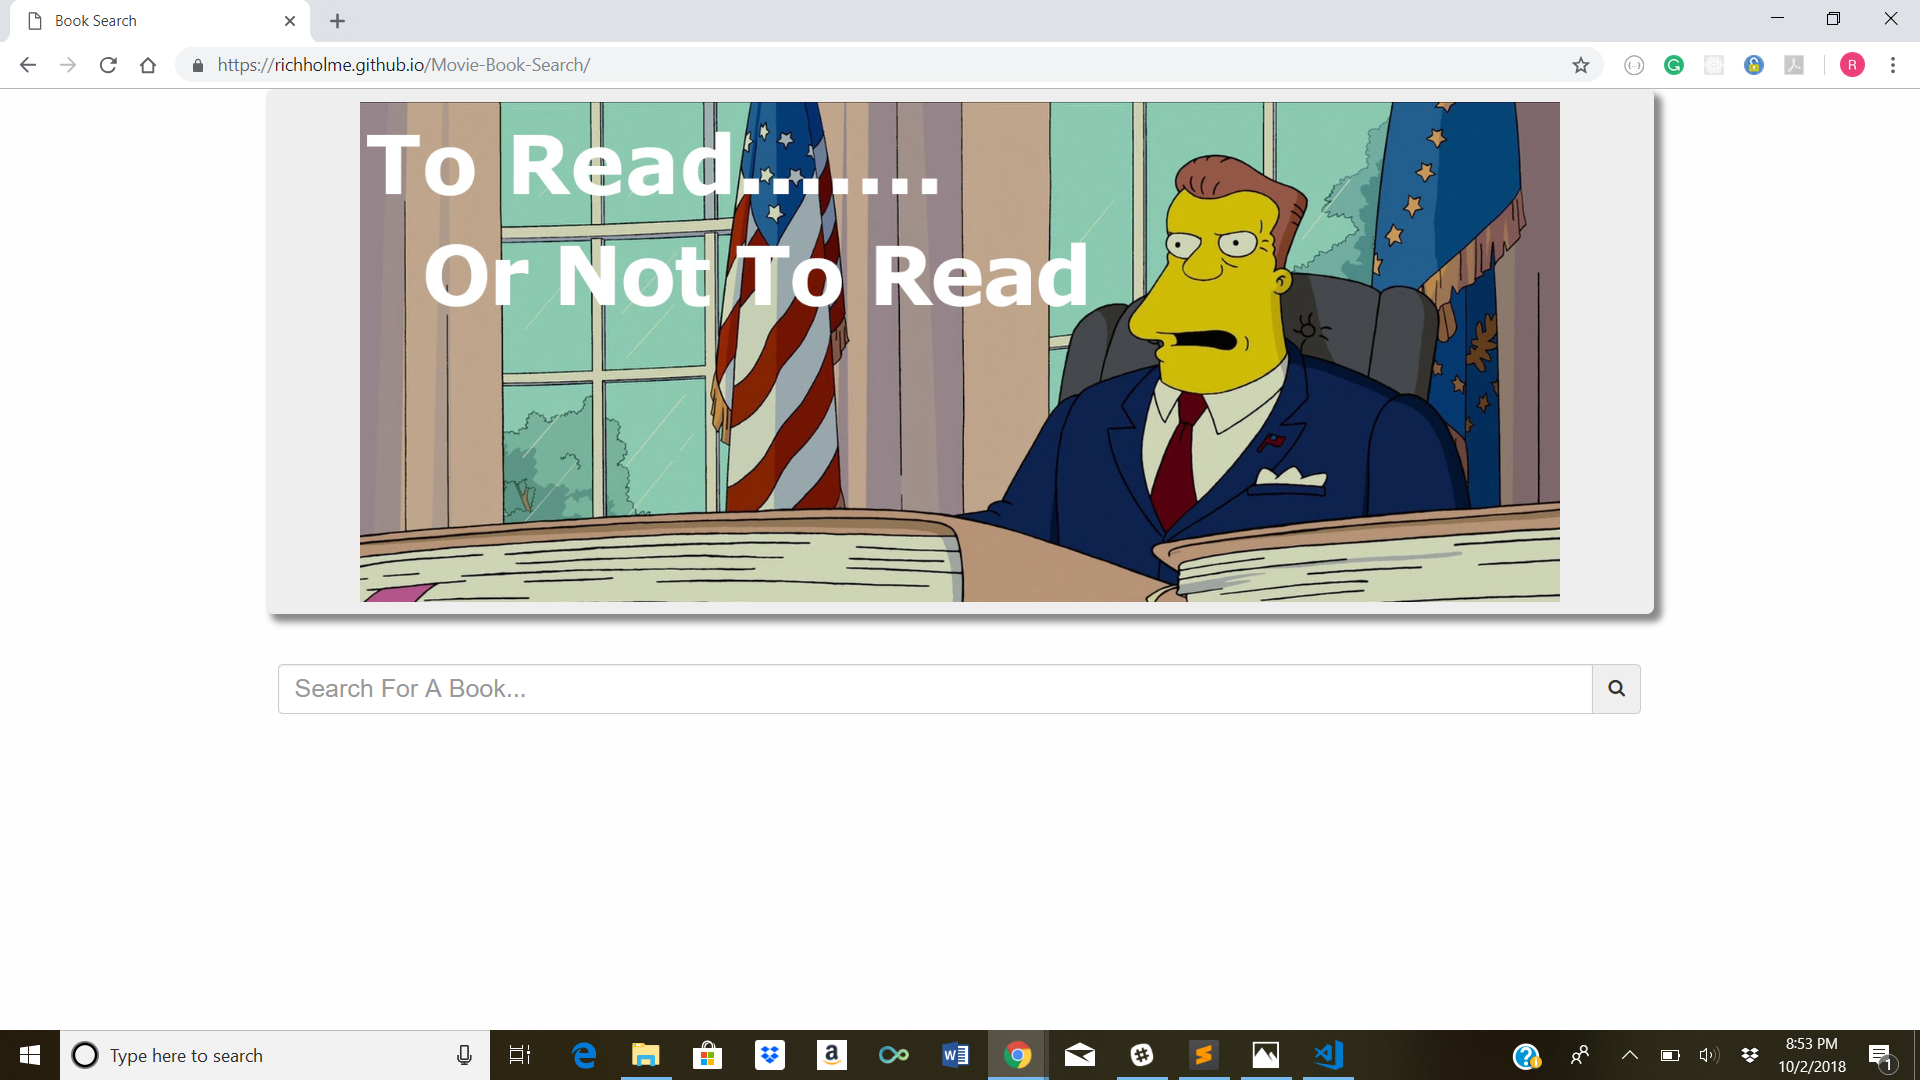 Book Search
https://richholme.github.io/Movie-Book-Search/
R
To Read.......
Or Not To Read
Search For A Book...
Type here to search
8:53 PM
10/2/2018
1